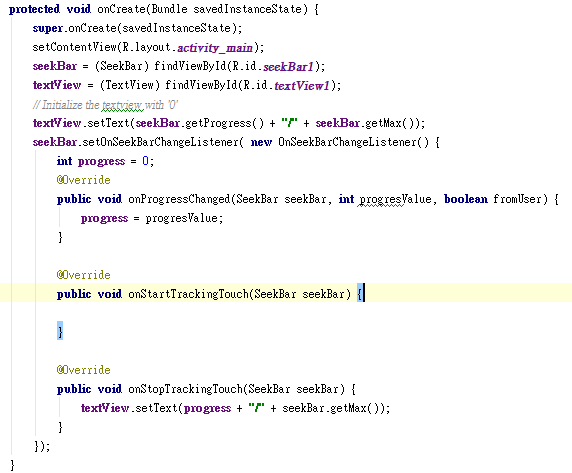 protected void onCreate(Bundle savedInstanceState) {
    super.onCreate(savedInstanceState);
    setContentView(R.layout.activity_main);
    seekBar = (SeekBar) findViewById(R.id.seekBar1);
    textView = (TextView) findViewById(R.id.textView1);
    // Initialize the textview with '0'
    textView.setText(seekBar.getProgress() + "/" + seekBar.getMax());
    seekBar.setOnSeekBarChangeListener( new OnSeekBarChangeListener() {
        int progress = 0;
        @Override
        public void onProgressChanged(SeekBar seekBar, int progresValue, boolean fromUser) {
            progress = progresValue;
        }

        @Override
        public void onStartTrackingTouch(SeekBar seekBar) {

        }

        @Override
        public void onStopTrackingTouch(SeekBar seekBar) {
            textView.setText(progress + "/" + seekBar.getMax());
        }
    });
}